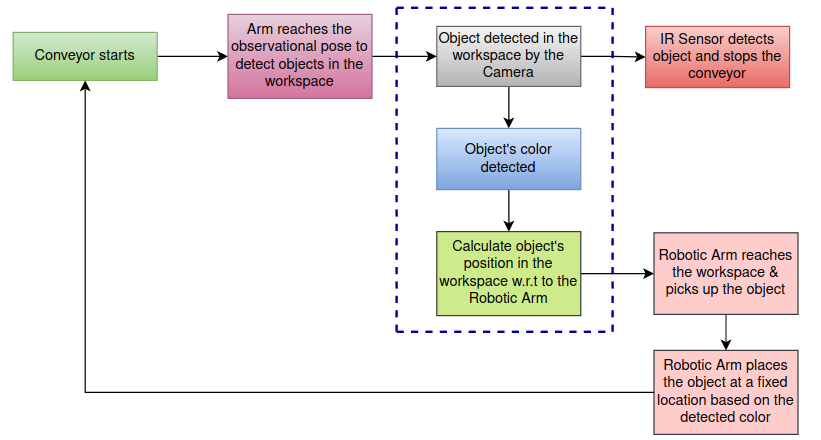 Conveyor starts
Arm reaches the
observational pose to
detect objects in the
workspace
Object detected in the
workspace by the
Camera
IR Sensor detects
object and stops the
conveyor
Object's color
detected
Calculate object's
position in the
workspace w.r.t to the
Robotic Arm
Robotic Arm reaches
the workspace &
picks up the object
Robotic Arm places
the object at a fixed
location based on the
detected color